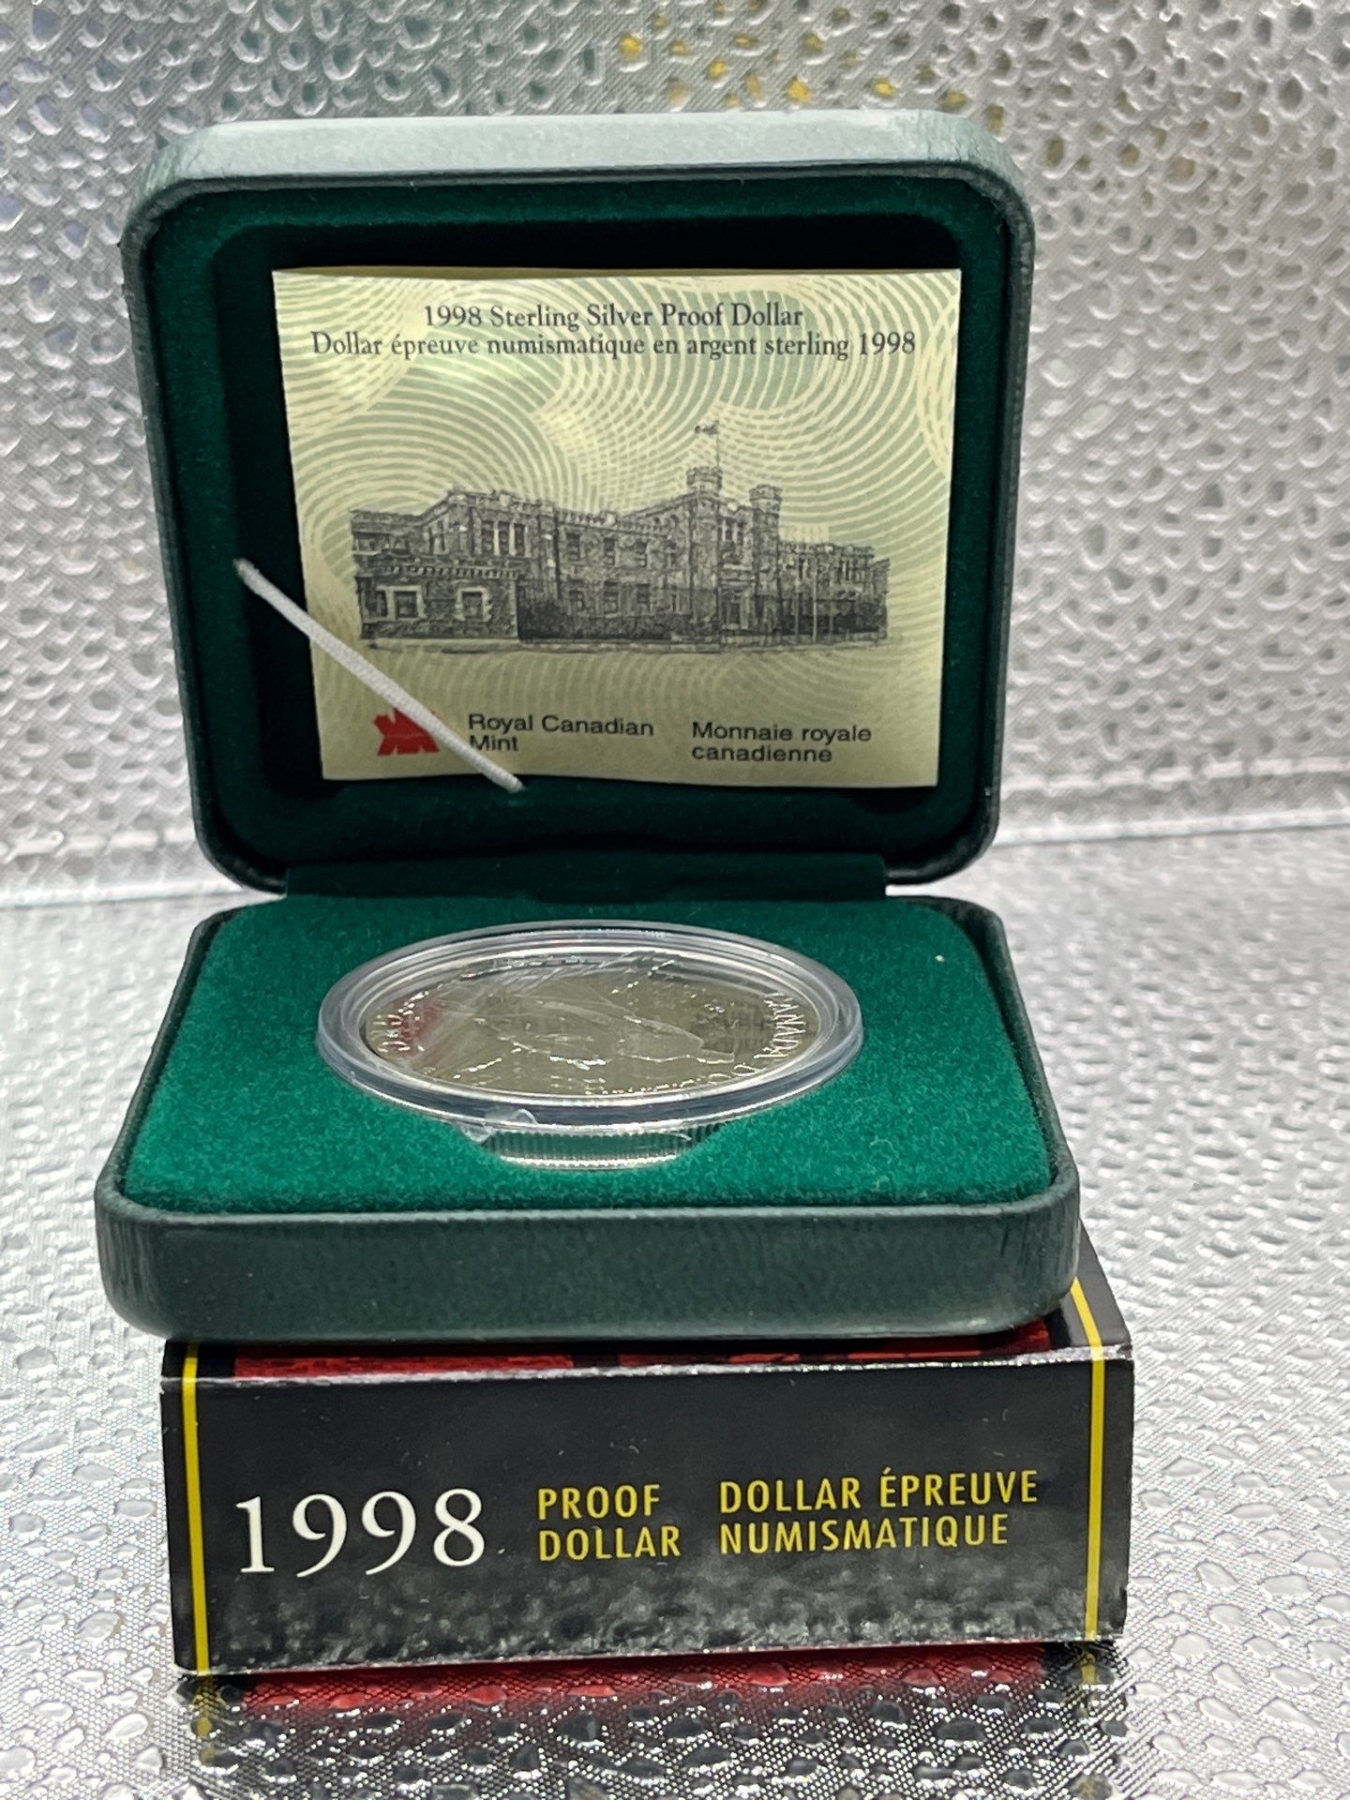 1998 Sterling Silver Proof Dollar
Dollar épreuve numismatique en argent sterling 1998
Royal Canadian
Mint
Monnaie royale
canadienne
CANADA D
1998
PROOF
DOLLAR
DOLLAR ÉPREUVE
NUMISMATIQUE